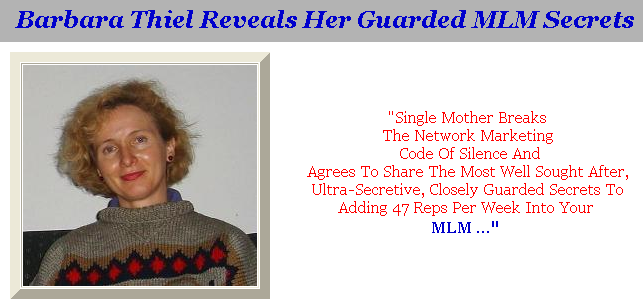 Barbara Thiel Reveals Her Guarded MLM Secrets
"Single Mother Breaks
The Network Marketing
Code Of Silence And
Agrees To Share The Most Well Sought After,
Ultra-Secretive, Closely Guarded Secrets To
Adding 47 Reps Per Week Into Your
MLM ..."